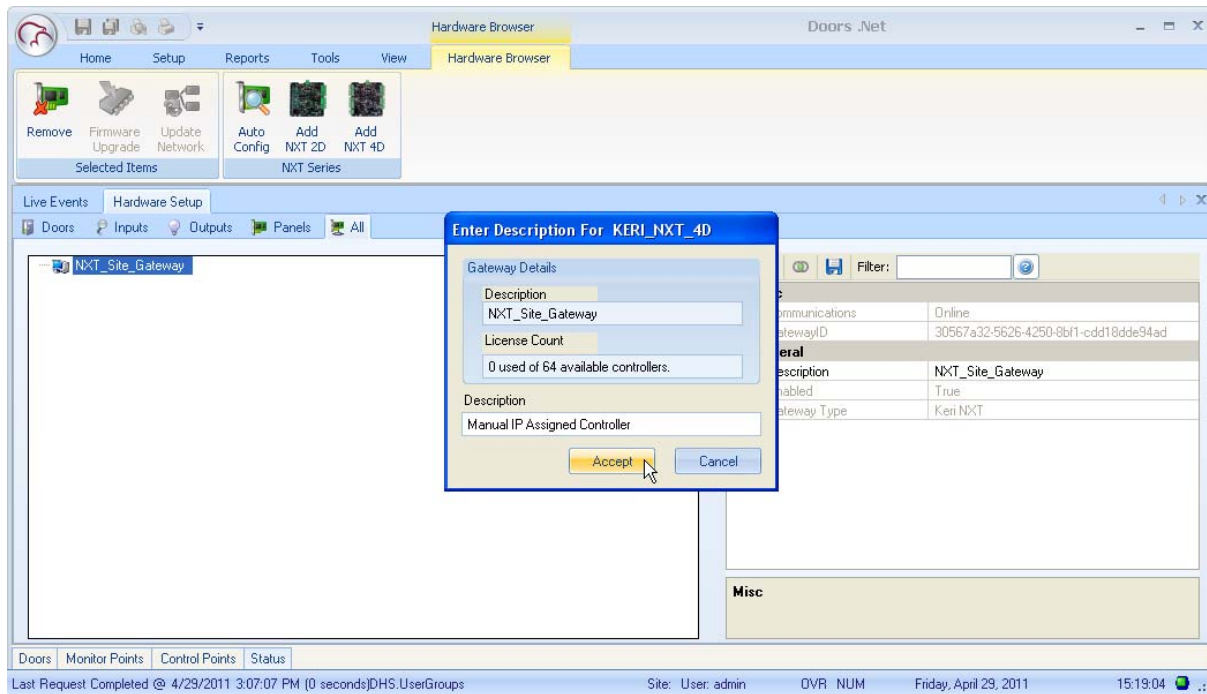 Hardware Browser
Doors .Net
Home Setup Reports Tools View Hardware Browser
Remove
Firmware Upgrade
Update Network
Auto Config
Add NXT 2D
Add NXT 4D
Selected Items
NXT Series
Live Events Hardware Setup
Doors Inputs Outputs Panels All
NXT_Site_Gateway
Enter Description For KERI_NXT_4D
Gateway Details
Description
NXT_Site_Gateway
License Count
0 used of 64 available controllers.
Description
Manual IP Assigned Controller
Accept Cancel
Filter:
Online
30567a32-5626-4250-8bf1-cdd18dde94ad
NXT_Site_Gateway
True
Keri NXT
Misc
Doors Monitor Points Control Points Status
Last Request Completed @ 4/29/2011 3:07:07 PM (0 seconds)DHS.UserGroups Site: User: admin OVR NUM Friday, April 29, 2011 15:19:04